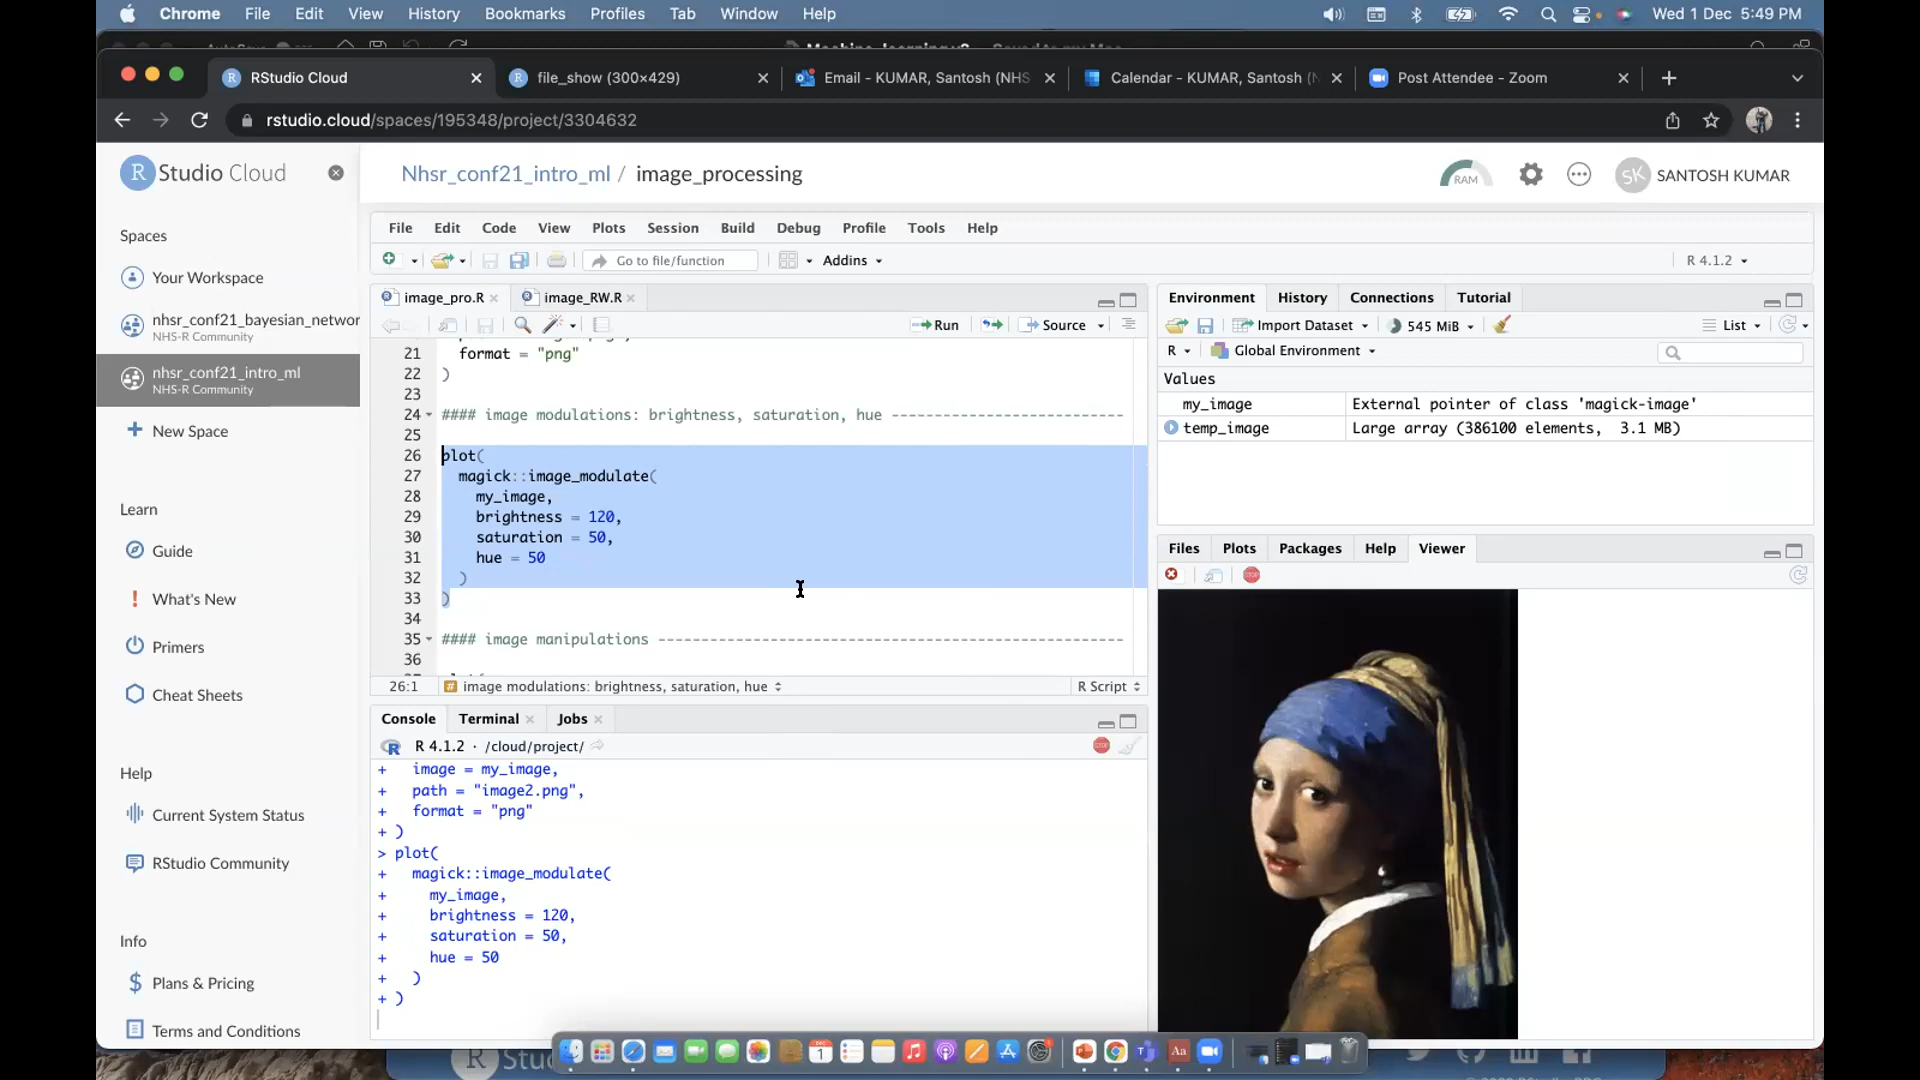 Chrome File Edit View History Bookmarks Profiles Tab Window Help Wed 1 Dec 5:49 PM
RStudio Cloud file_show (300×429) Email - KUMAR, Santosh (NHS Calendar - KUMAR, Santosh (N Post Attendee - Zoom
rstudio.cloud/spaces/195348/project/3304632
R Studio Cloud Nhsr_conf21_intro_ml / image_processing RAM SK SANTOSH KUMAR
Spaces
Your Workspace
nhsr_conf21_bayesian_networ
NHS-R Community
nhsr_conf21_intro_ml
NHS-R Community
New Space
Learn
Guide
What's New
Primers
Cheat Sheets
Help
Current System Status
RStudio Community
Info
Plans & Pricing
Terms and Conditions
File Edit Code View Plots Session Build Debug Profile Tools Help
Go to file/function Addins R 4.1.2
image_pro.R image_RW.R
Run Source
21 format = "png"
22 )
23
24 #### image modulations: brightness, saturation, hue ---------------------------
25
26 plot(
27 magick::image_modulate(
28 my_image,
29 brightness = 120,
30 saturation = 50,
31 hue = 50
32 )
33 )
34
35 #### image manipulations ------------------------------------------------------
36
26:1 image modulations: brightness, saturation, hue R Script
Console Terminal Jobs
R 4.1.2 · /cloud/project/
+ image = my_image,
+ path = "image2.png",
+ format = "png"
+ )
> plot(
+ magick::image_modulate(
+ my_image,
+ brightness = 120,
+ saturation = 50,
+ hue = 50
+ )
+ )
Environment History Connections Tutorial
Import Dataset 545 MiB List
R Global Environment
Values
my_image External pointer of class 'magick-image'
temp_image Large array (386100 elements, 3.1 MB)
Files Plots Packages Help Viewer